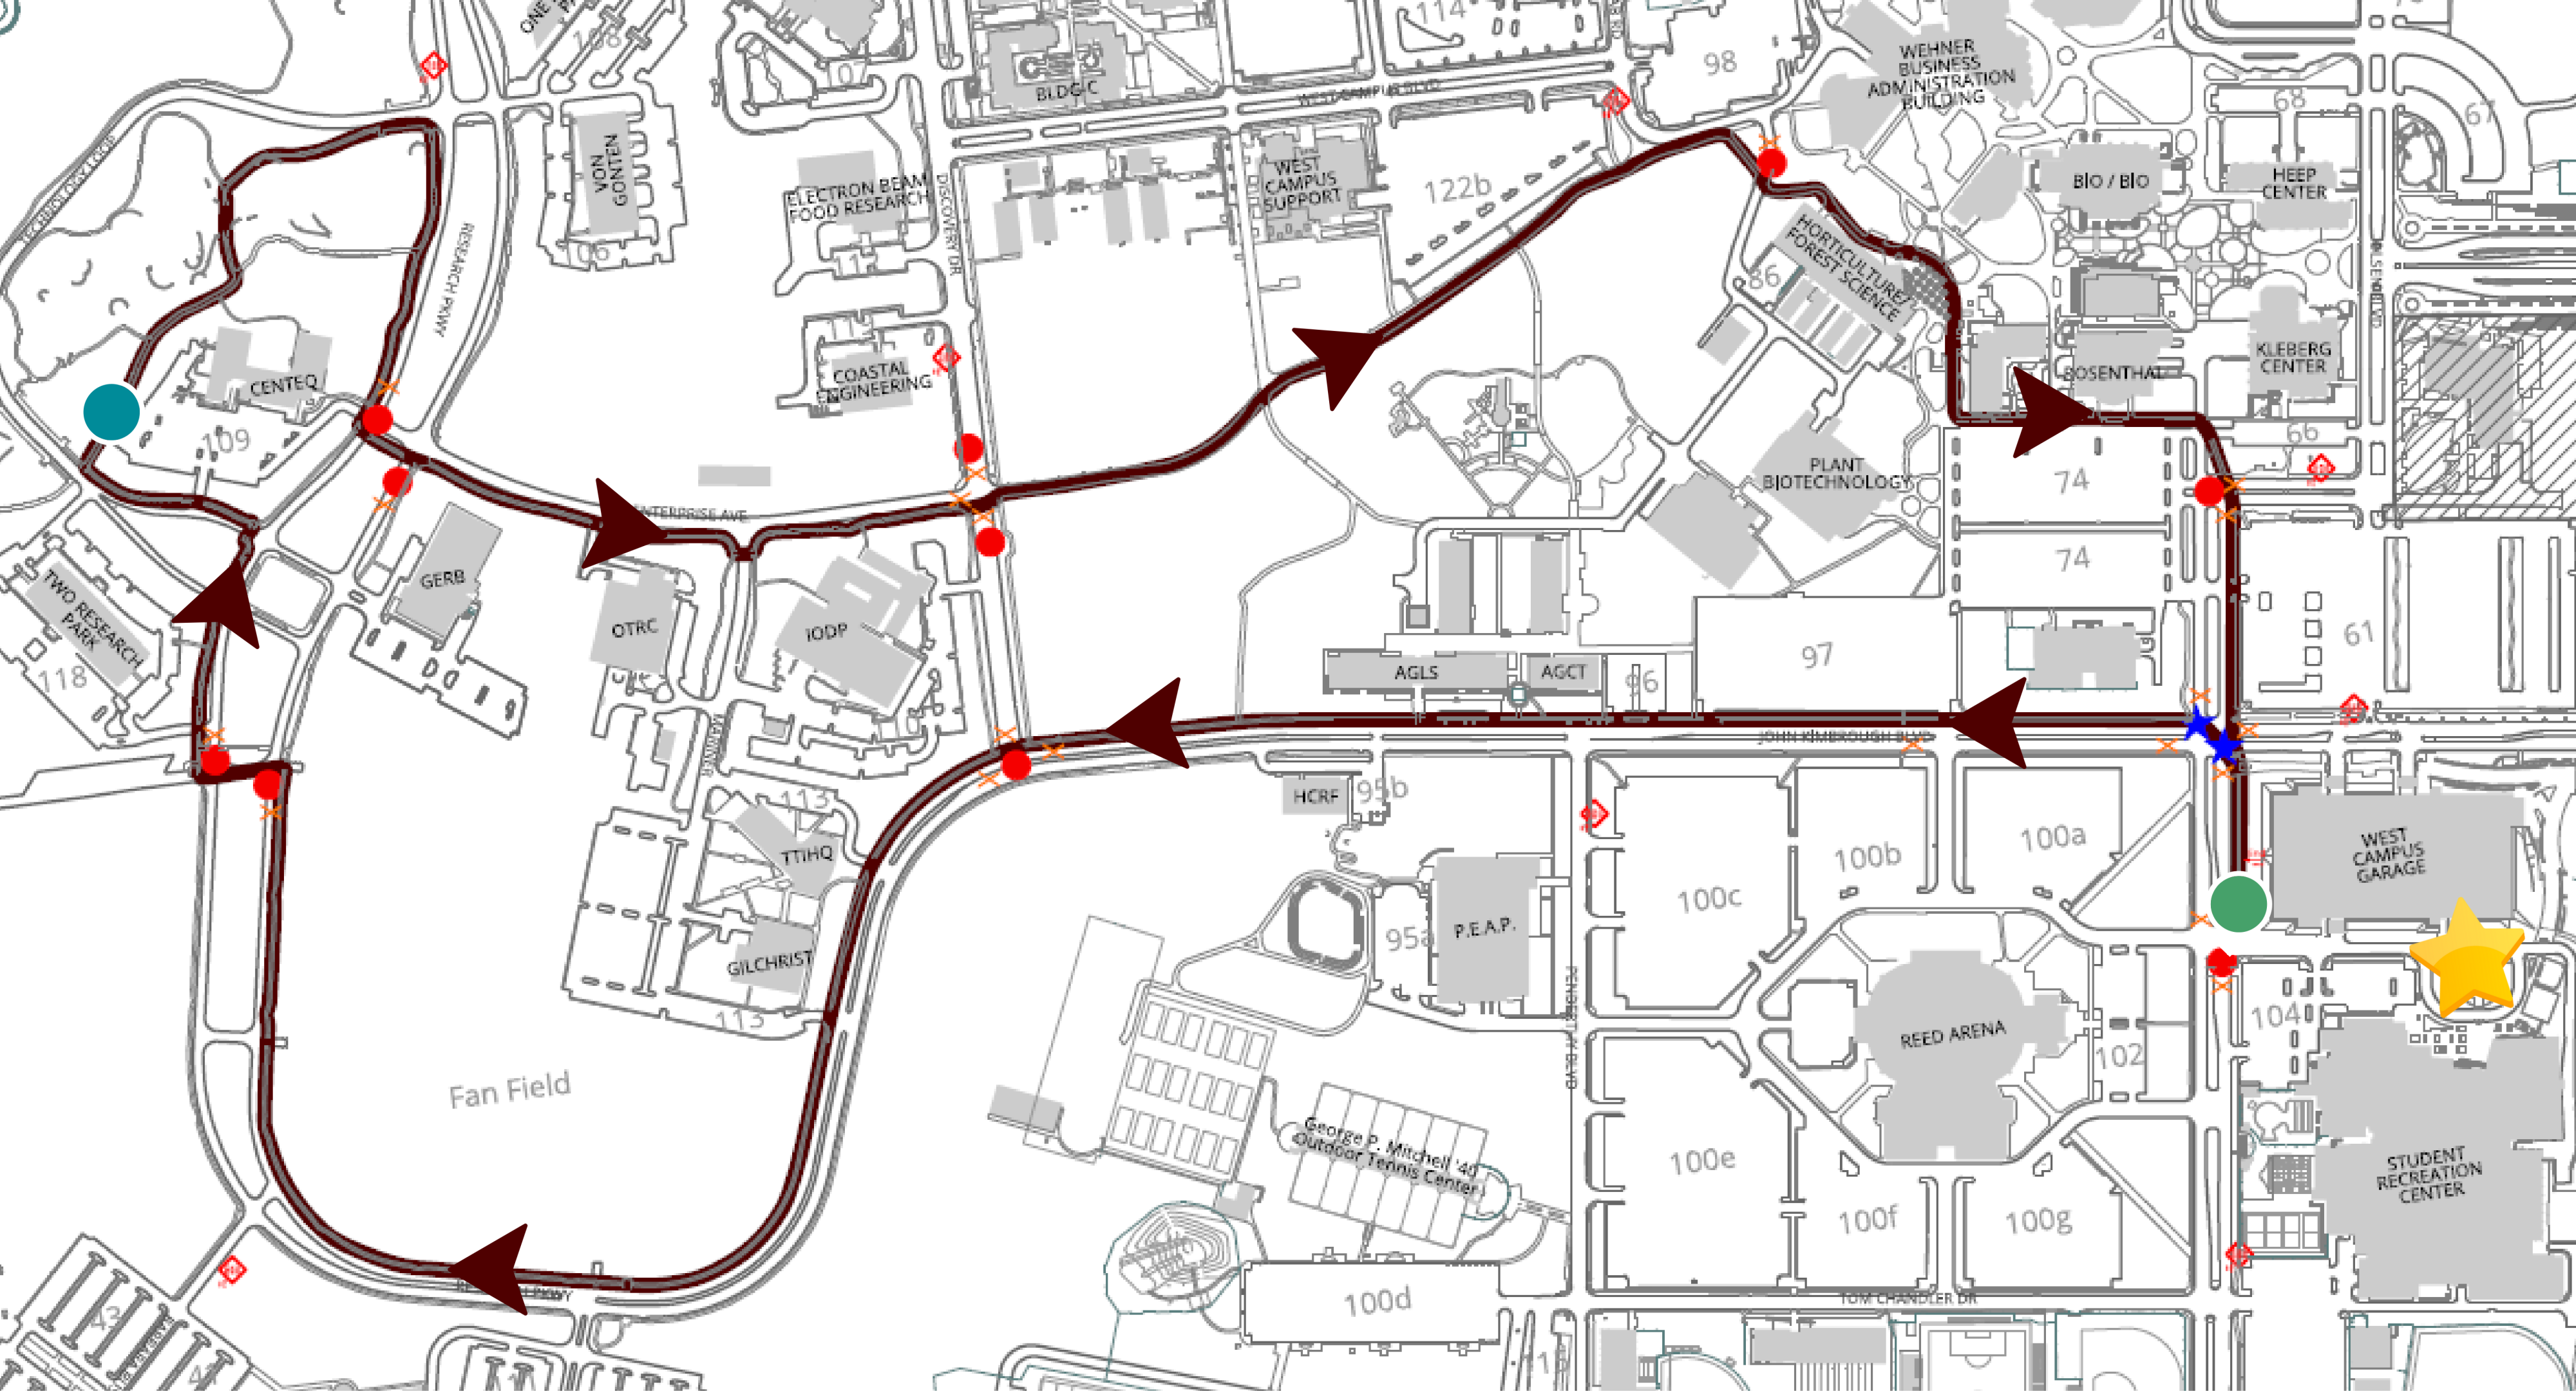 114
98
WEHNER
BUSINESS
ADMINISTRATION
BUILDING
108
BLDG C
WEST CAMPUS BLVD
68
67
VON
GONTEN
ELECTRON BEAM
FOOD RESEARCH
WEST
CAMPUS
SUPPORT
122b
BIO / BIO
HEEP
CENTER
TECHNOLOGY LOOP
RESEARCH PKWY
DISCOVERY DR
HORTICULTURE/
FOREST SCIENCE
86
CENTEQ
109
COASTAL
ENGINEERING
ROSENTHAL
KLEBERG
CENTER
66
PLANT
BIOTECHNOLOGY
74
74
ENTERPRISE AVE
GERB
TWO RESEARCH
PARK
118
OTRC
IODP
61
AGLS
AGCT
96
97
JOHN KIMBROUGH BLVD
HCRF
95b
113
TTIHQ
GILCHRIST
113
95a
P.E.A.P.
100c
100b
100a
WEST
CAMPUS
GARAGE
REED ARENA
102
104
Fan Field
George P. Mitchell '40
Outdoor Tennis Center
100e
100f
100g
STUDENT
RECREATION
CENTER
100d
TOM CHANDLER DR
43